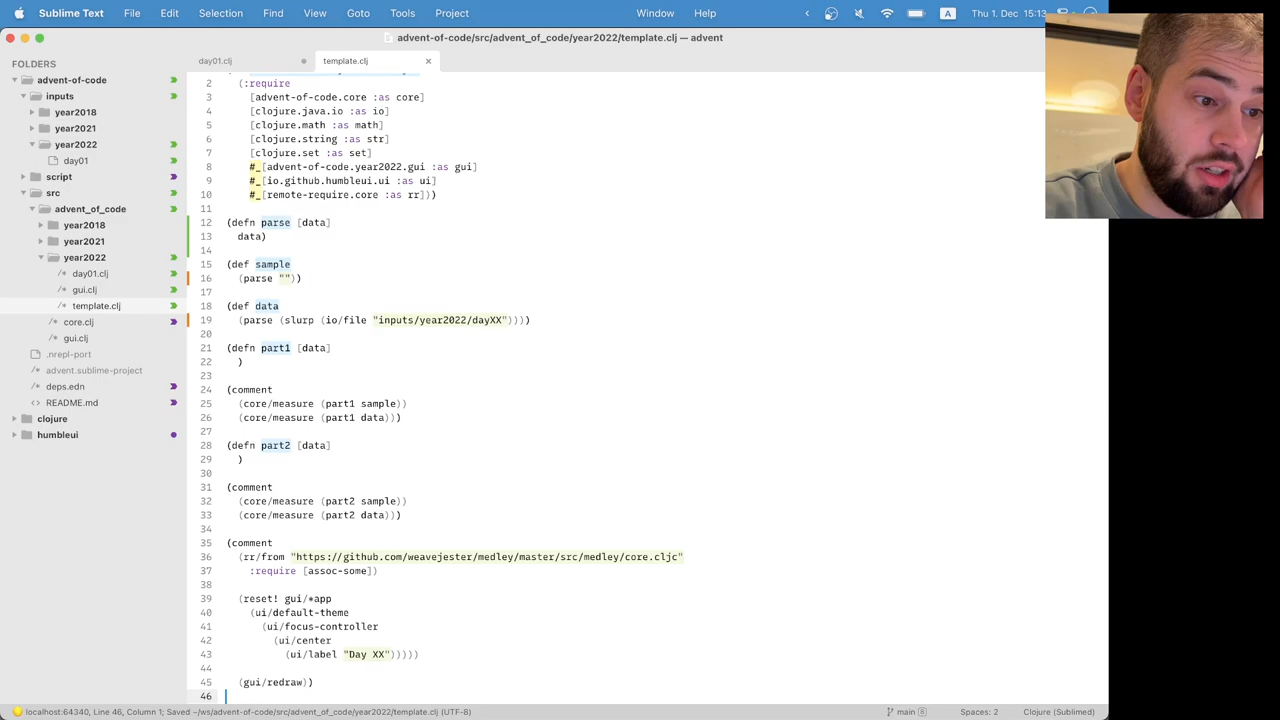 Sublime Text File Edit Selection Find View Goto Tools Project Window Help A Thu 1. Dec 15:13
advent-of-code/src/advent_of_code/year2022/template.clj — advent
FOLDERS
advent-of-code
inputs
year2018
year2021
year2022
day01
script
src
advent_of_code
year2018
year2021
year2022
day01.clj
gui.clj
template.clj
core.clj
gui.clj
.nrepl-port
advent.sublime-project
deps.edn
README.md
clojure
humbleui
day01.clj template.clj
2 (:require
3 [advent-of-code.core :as core]
4 [clojure.java.io :as io]
5 [clojure.math :as math]
6 [clojure.string :as str]
7 [clojure.set :as set]
8 #_[advent-of-code.year2022.gui :as gui]
9 #_[io.github.humbleui.ui :as ui]
10 #_[remote-require.core :as rr]))
11
12 (defn parse [data]
13 data)
14
15 (def sample
16 (parse ""))
17
18 (def data
19 (parse (slurp (io/file "inputs/year2022/dayXX"))))
20
21 (defn part1 [data]
22 )
23
24 (comment
25 (core/measure (part1 sample))
26 (core/measure (part1 data)))
27
28 (defn part2 [data]
29 )
30
31 (comment
32 (core/measure (part2 sample))
33 (core/measure (part2 data)))
34
35 (comment
36 (rr/from "https://github.com/weavejester/medley/master/src/medley/core.cljc"
37 :require [assoc-some])
38
39 (reset! gui/*app
40 (ui/default-theme
41 (ui/focus-controller
42 (ui/center
43 (ui/label "Day XX")))))
44
45 (gui/redraw))
46
localhost:64340, Line 46, Column 1; Saved ~/ws/advent-of-code/src/advent_of_code/year2022/template.clj (UTF-8) main 6 Spaces: 2 Clojure (Sublimed)